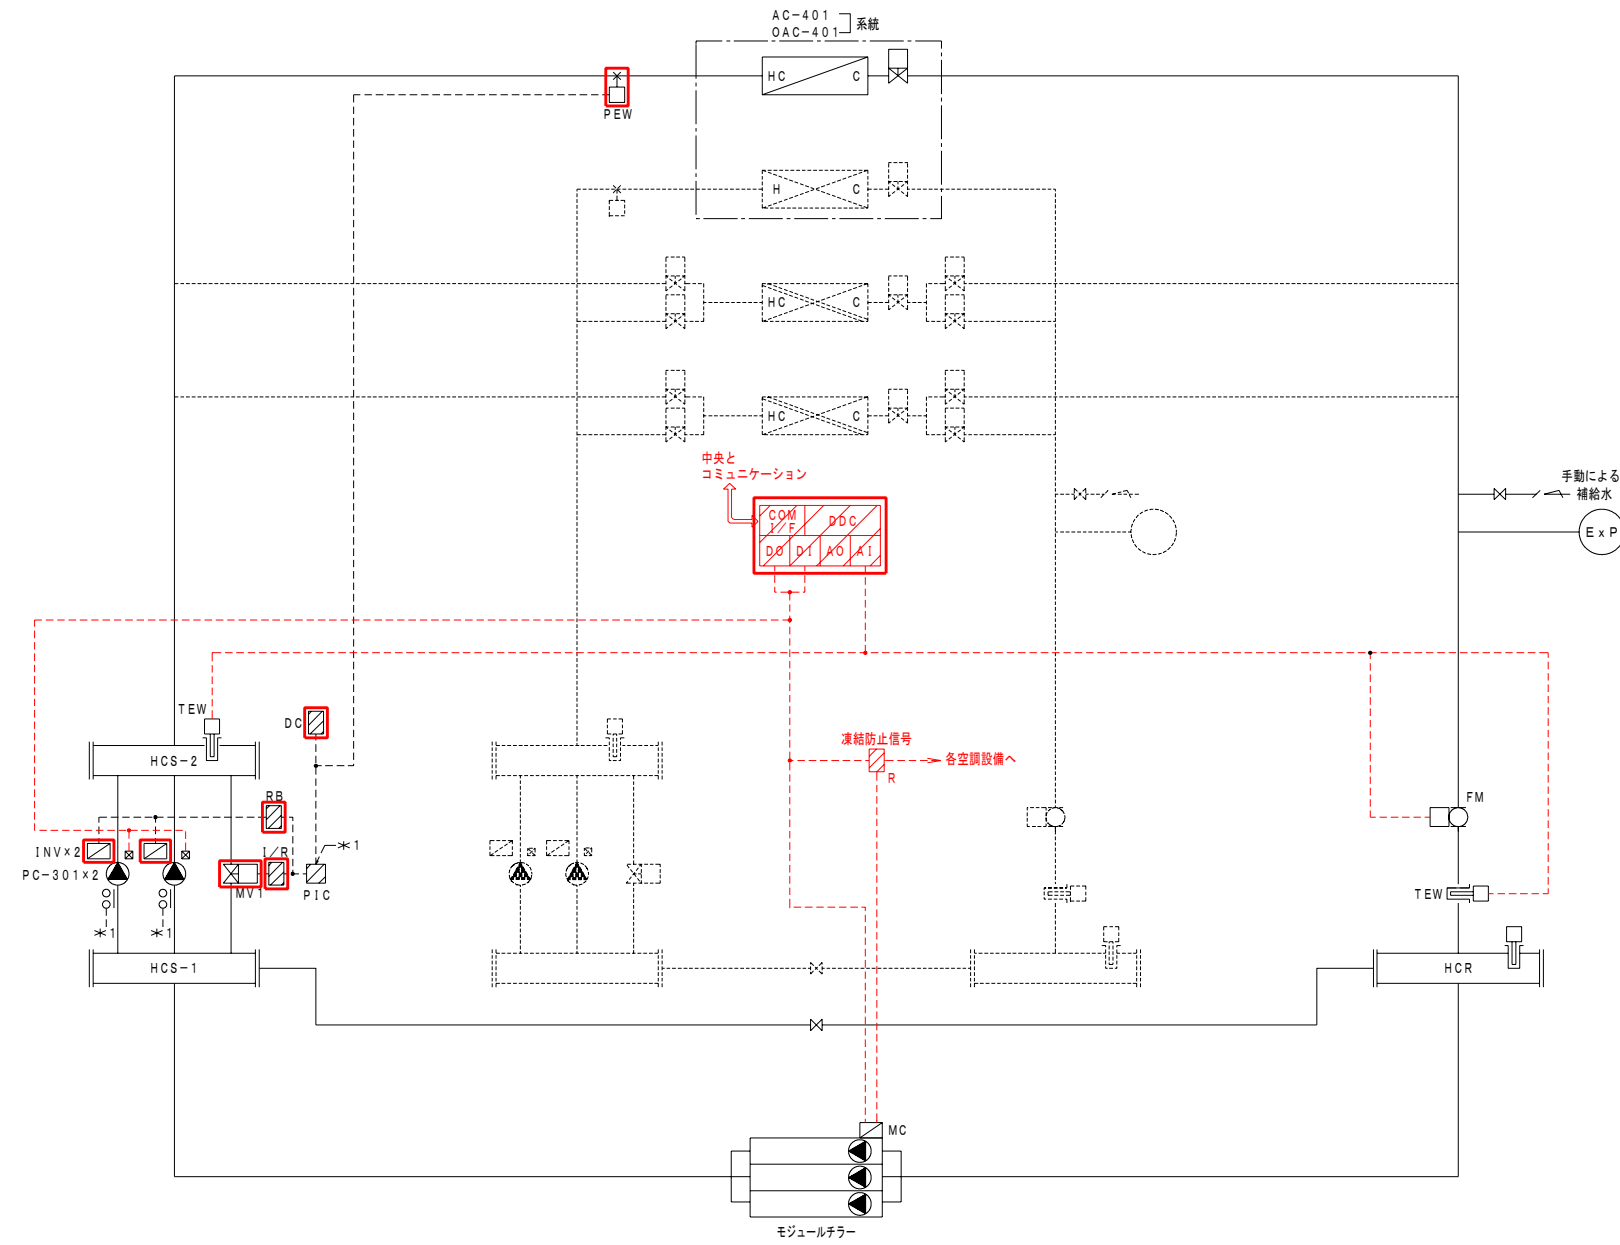 AC-401
OAC-401
系統
HC C
PEW
H C
HC C
HC C
中央と
コミュニケーション
手動による
補給水
COM
I/F
DDC
DO DI AO AI
ExP
TEW
DC
凍結防止信号
各空調設備へ
R
HCS-2
RB
FM
INV×2
I/R
*1
PC-301×2
MV1
PIC
TEW
*1
*1
HCS-1
HCR
MC
モジュールチラー